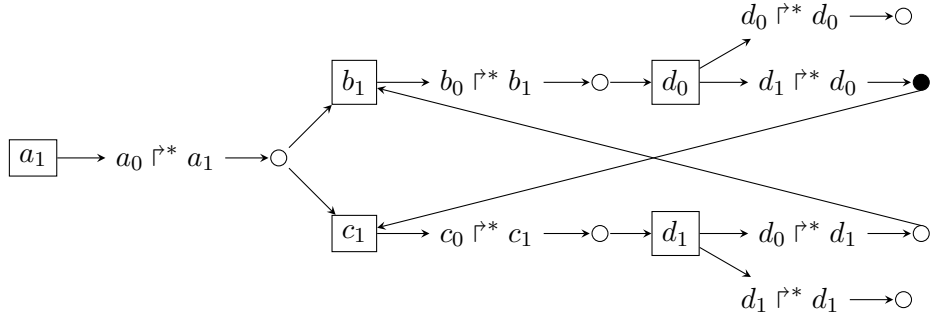 d₀ ↱* d₀
b₁ b₀ ↱* b₁ d₀ d₁ ↱* d₀
a₁ a₀ ↱* a₁
c₁ c₀ ↱* c₁ d₁ d₀ ↱* d₁
d₁ ↱* d₁